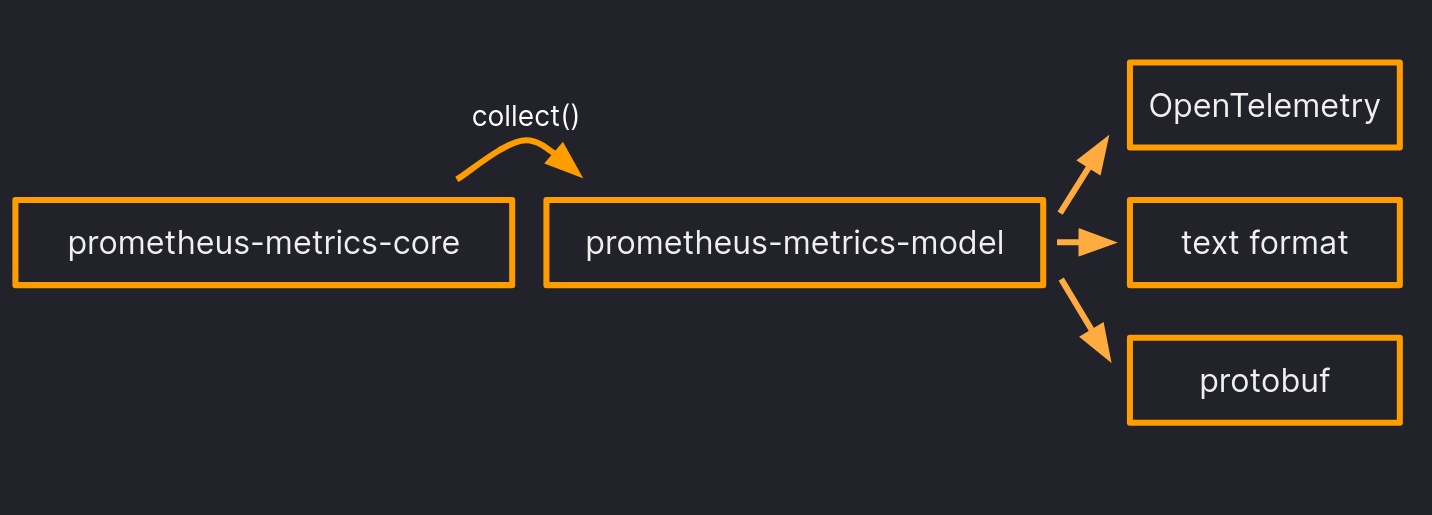 collect()
prometheus-metrics-core
prometheus-metrics-model
OpenTelemetry
text format
protobuf